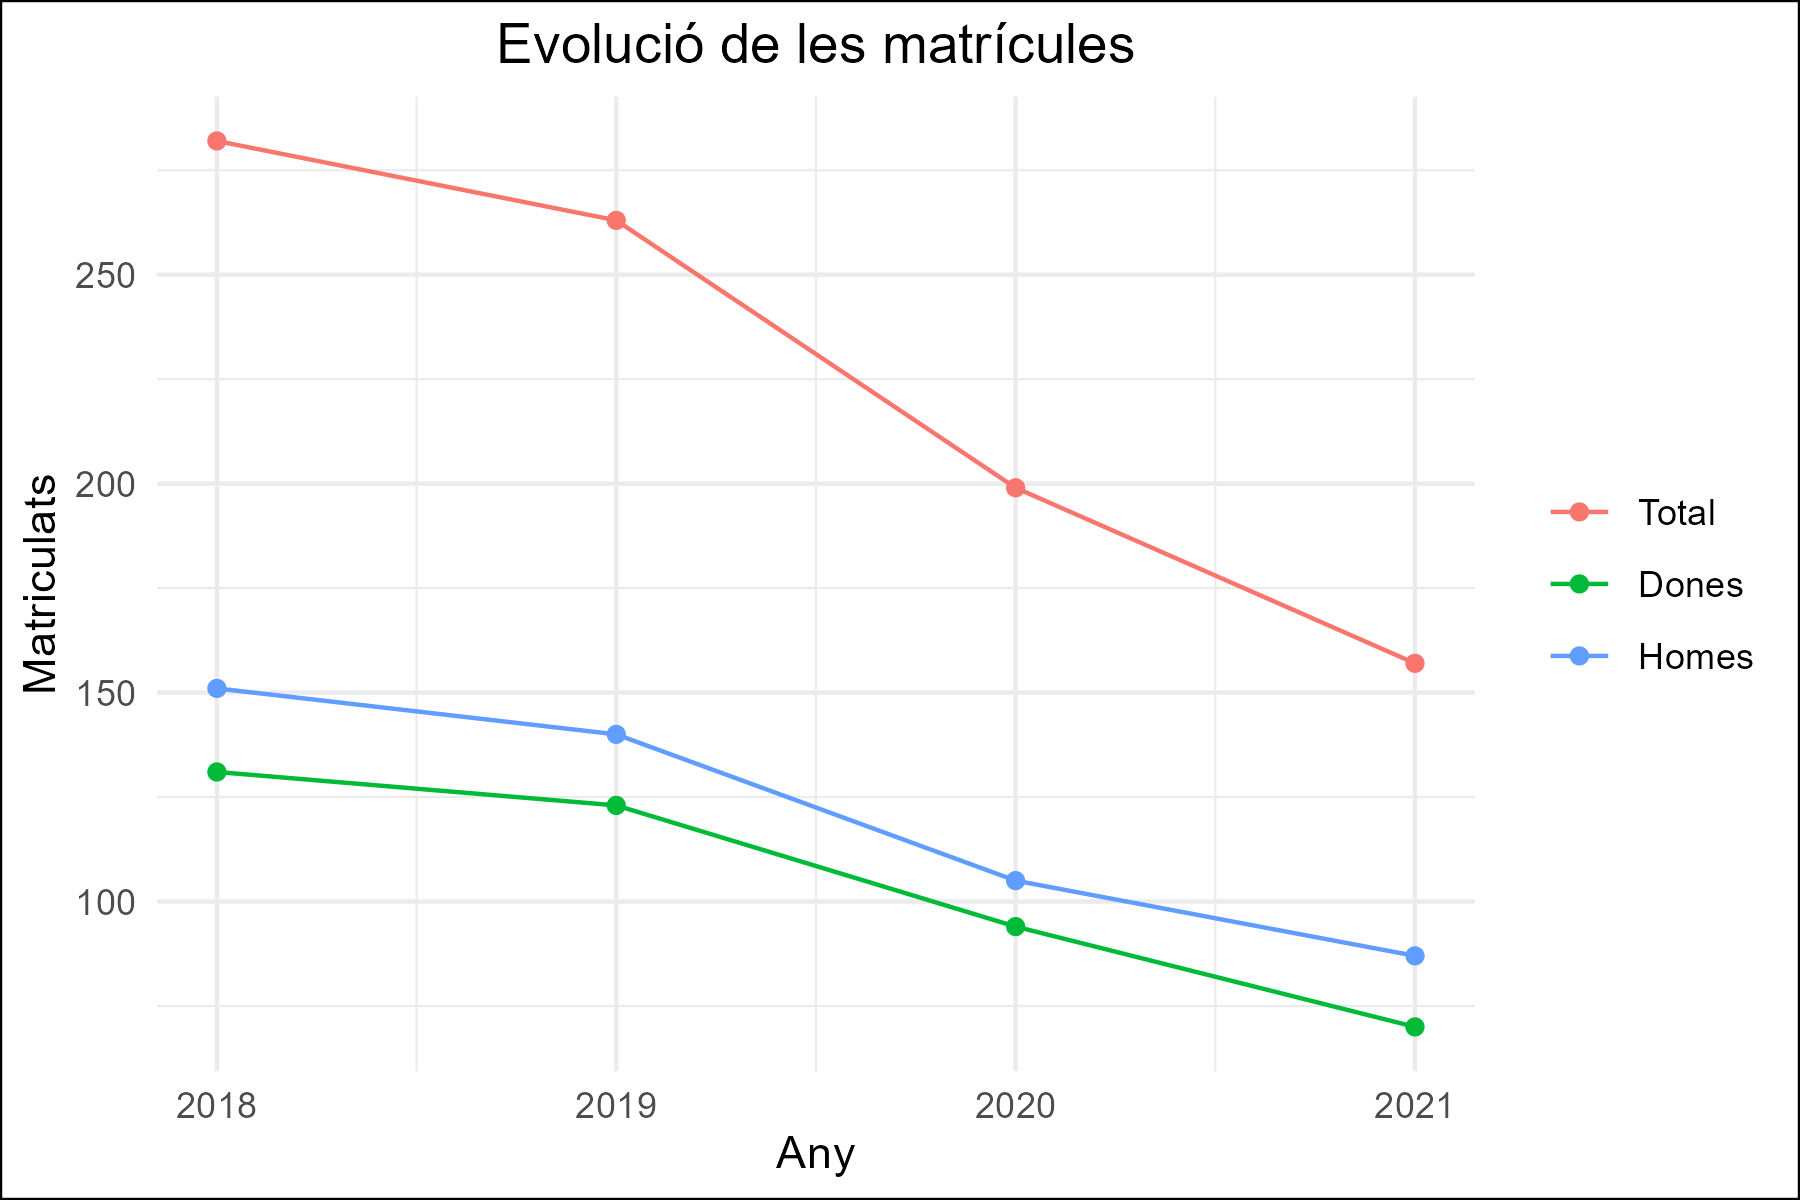 Evolució de les matrícules
Matriculats
250
200
150
100
2018
2019
2020
2021
Any
Total
Dones
Homes